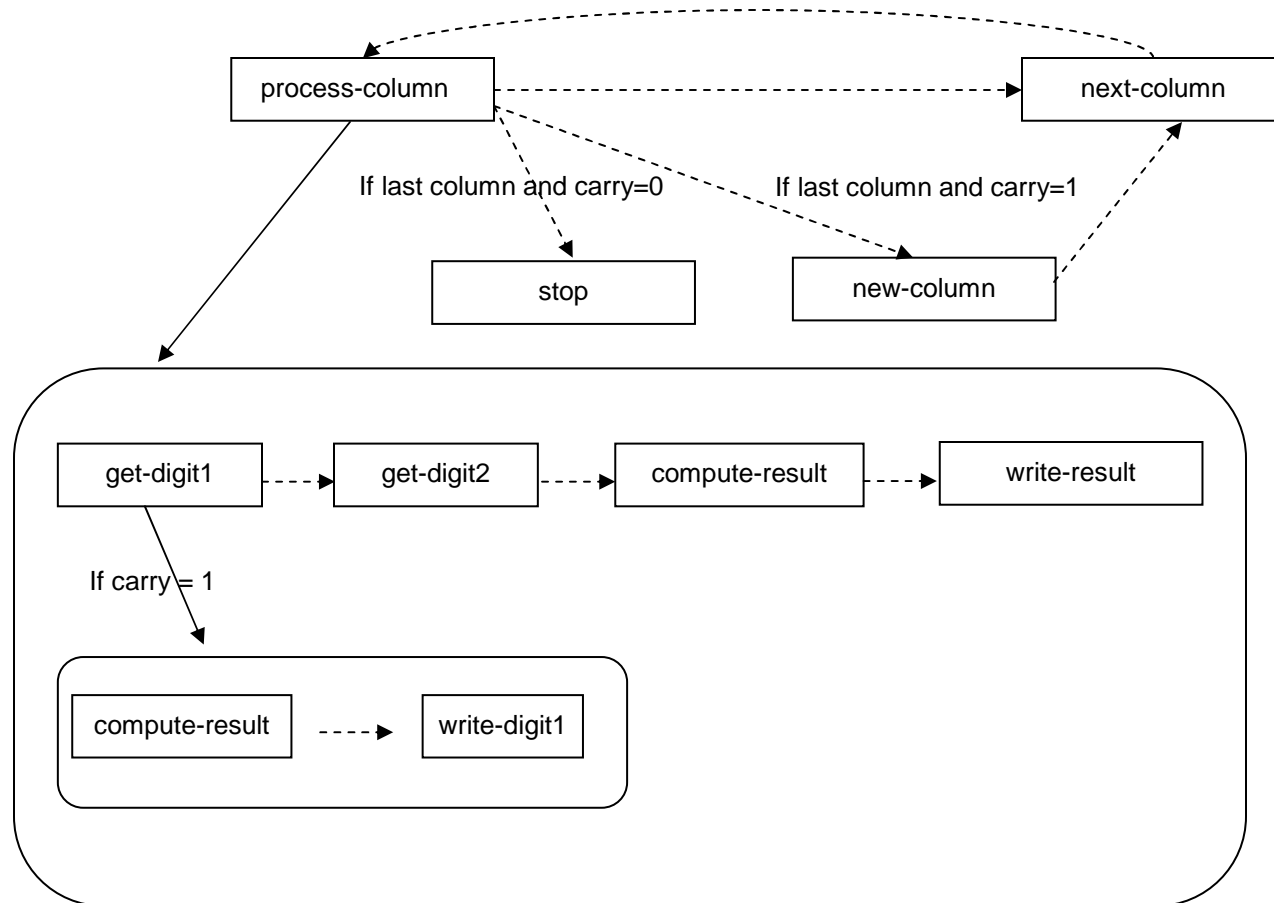 process-column
next-column
If last column and carry=0
If last column and carry=1
stop
new-column
get-digit1
get-digit2
compute-result
write-result
If carry = 1
compute-result
write-digit1